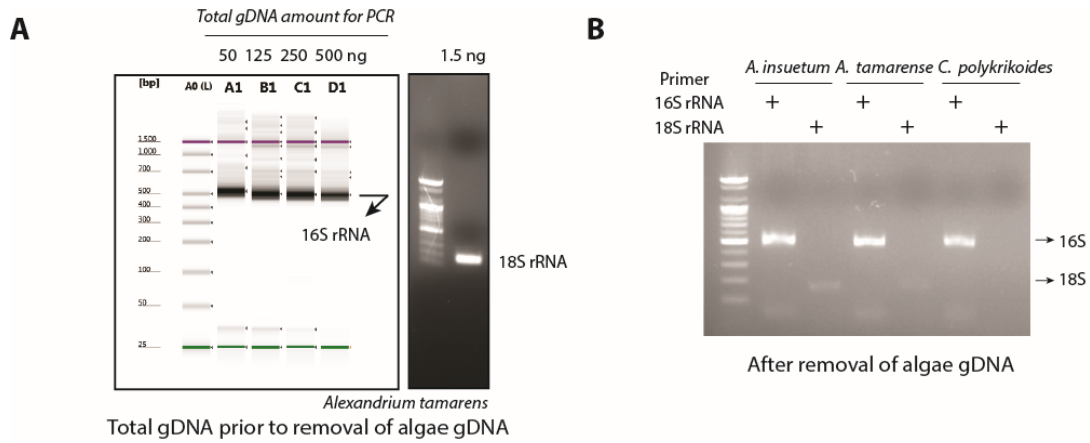 A
Total gDNA amount for PCR
50 125 250 500 ng
1.5 ng
[bp] A0 (L) A1 B1 C1 D1
1,500
1,000
700
500
400
300
200
100
50
25
16S rRNA
18S rRNA
Alexandrium tamarens
Total gDNA prior to removal of algae gDNA
B
A. insuetum A. tamarense C. polykrikoides
Primer
16S rRNA + + +
18S rRNA + + +
16S
18S
After removal of algae gDNA